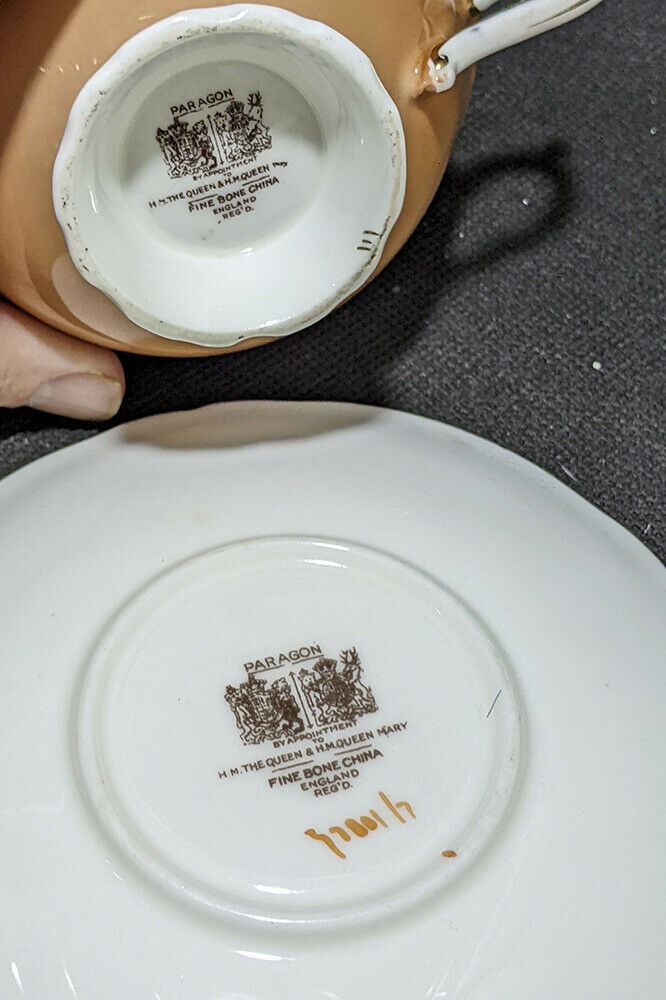 PARAGON
BY APPOINTMENT
TO
H.M. THE QUEEN & H.M. QUEEN Mary
FINE BONE CHINA
ENGLAND
REG'D.
PARAGON
BY APPOINTMENT
TO
H.M. THE QUEEN & H.M. QUEEN MARY
FINE BONE CHINA
ENGLAND
REG'D.